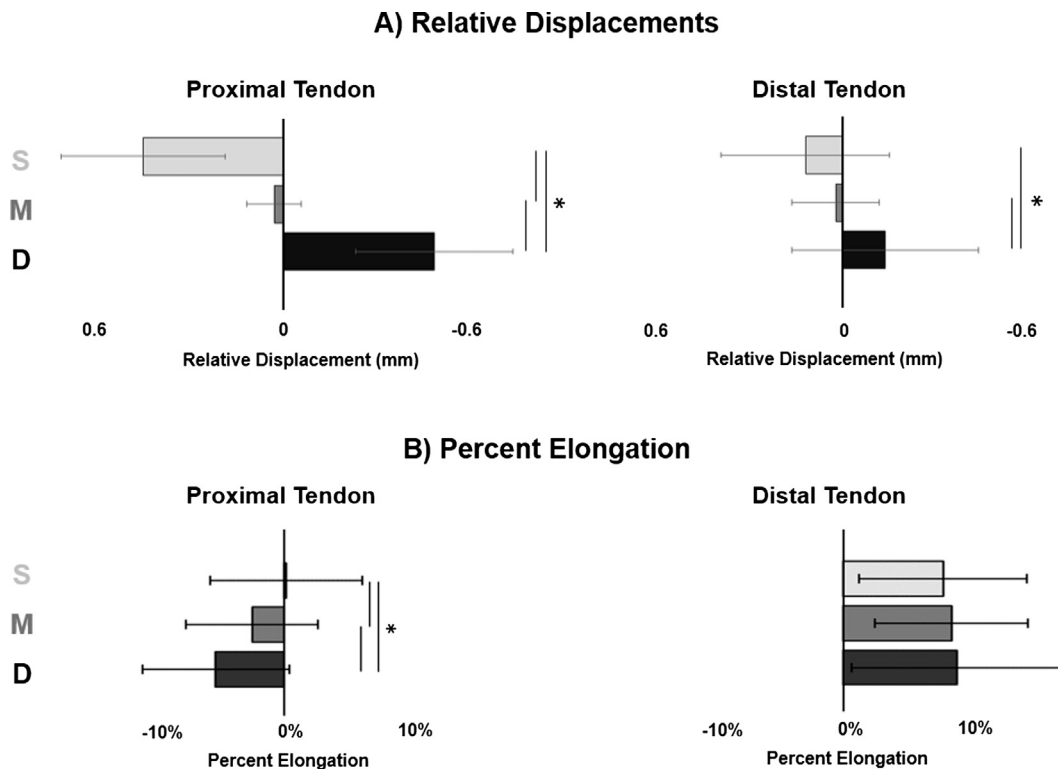 A) Relative Displacements
Proximal Tendon
Distal Tendon
S
M
D
*
*
0.6 0 -0.6
0.6 0 -0.6
Relative Displacement (mm)
Relative Displacement (mm)
B) Percent Elongation
Proximal Tendon
Distal Tendon
S
M
D
*
-10% 0% 10%
-10% 0% 10%
Percent Elongation
Percent Elongation